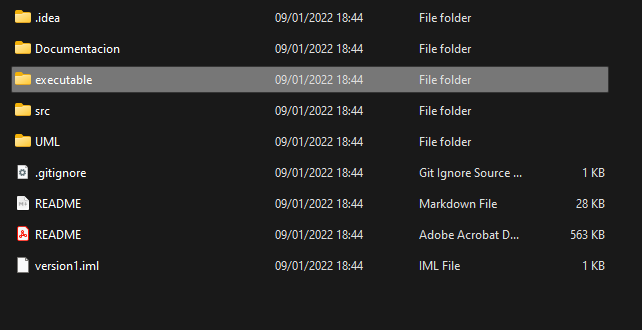 .idea 09/01/2022 18:44 File folder
Documentacion 09/01/2022 18:44 File folder
executable 09/01/2022 18:44 File folder
src 09/01/2022 18:44 File folder
UML 09/01/2022 18:44 File folder
.gitignore 09/01/2022 18:44 Git Ignore Source ... 1 KB
README 09/01/2022 18:44 Markdown File 28 KB
README 09/01/2022 18:44 Adobe Acrobat D... 563 KB
version1.iml 09/01/2022 18:44 IML File 1 KB